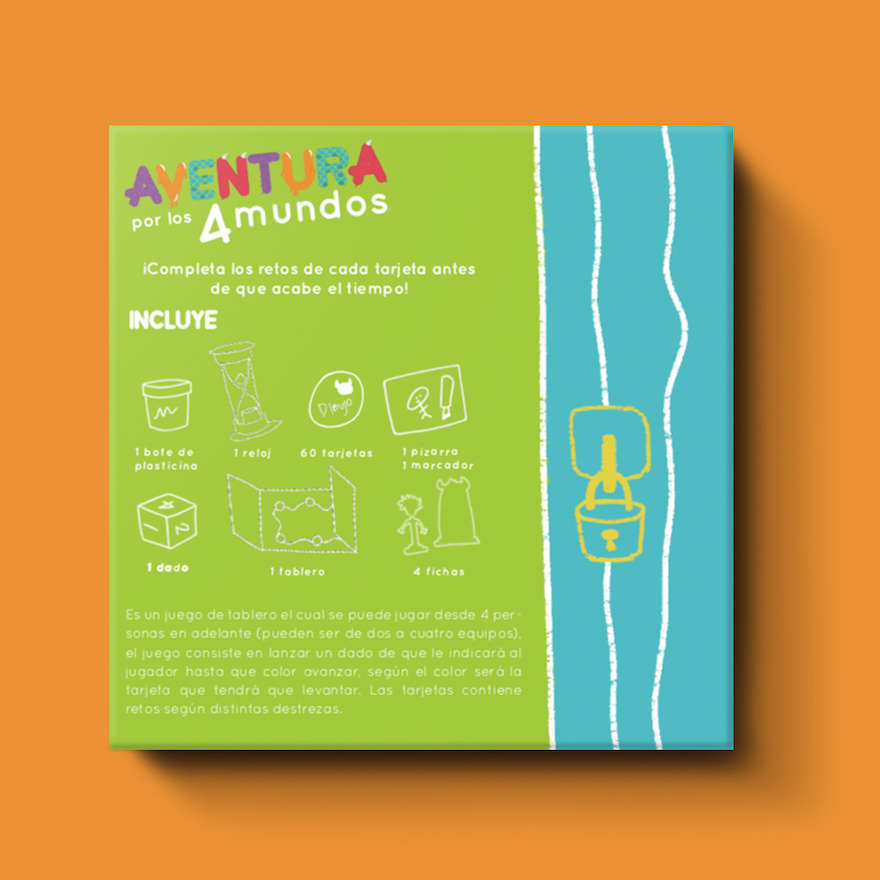 AVENTURA
por los 4 mundos
¡Completa los retos de cada tarjeta antes
de que acabe el tiempo!
INCLUYE
Dibujo
1 bote de
plasticina
1 reloj
60 tarjetas
1 pizarra
1 marcador
1 2
1 dado
1 tablero
4 fichas
Es un juego de tablero el cual se puede jugar desde 4 per-
sonas en adelante (pueden ser de dos a cuatro equipos),
el juego consiste en lanzar un dado de que le indicará al
jugador hasta que color avanzar, según el color será la
tarjeta que tendrá que levantar. Las tarjetas contiene
retos según distintas destrezas.